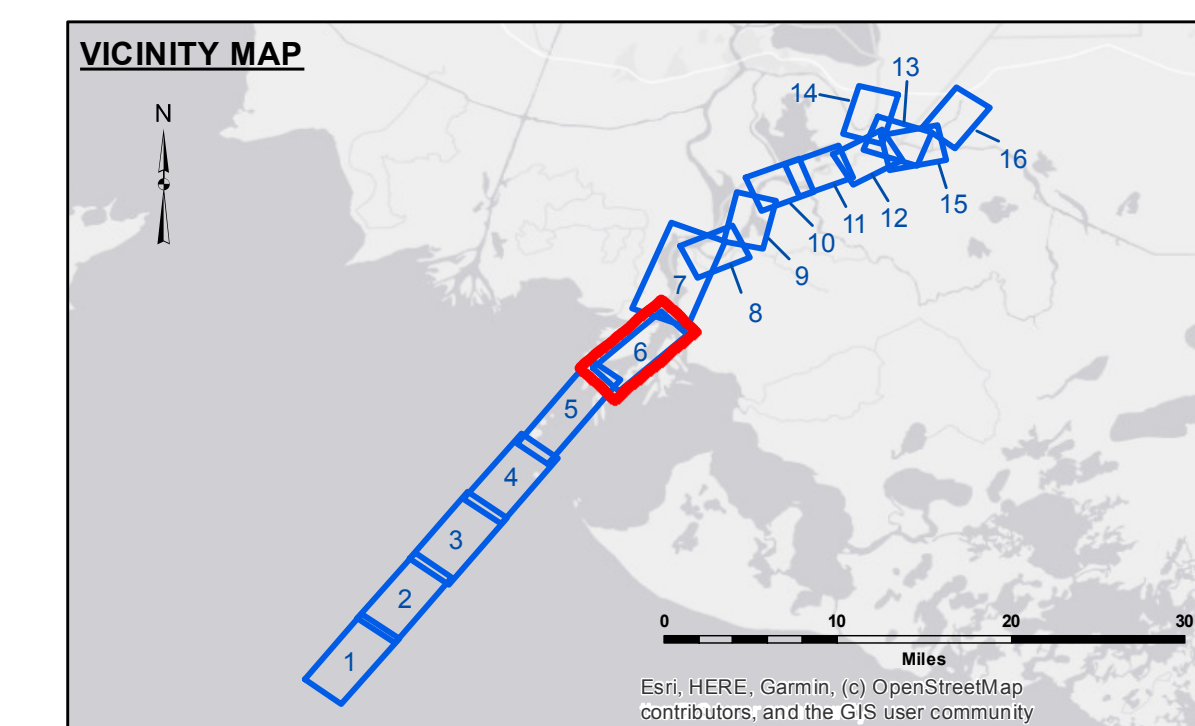 VICINITY MAP
N
13
14
16
15
12
11
10
9
7
8
6
5
4
3
2
1
0 10 20 30
Miles
Esri, HERE, Garmin, (c) OpenStreetMap
contributors, and the GIS user community